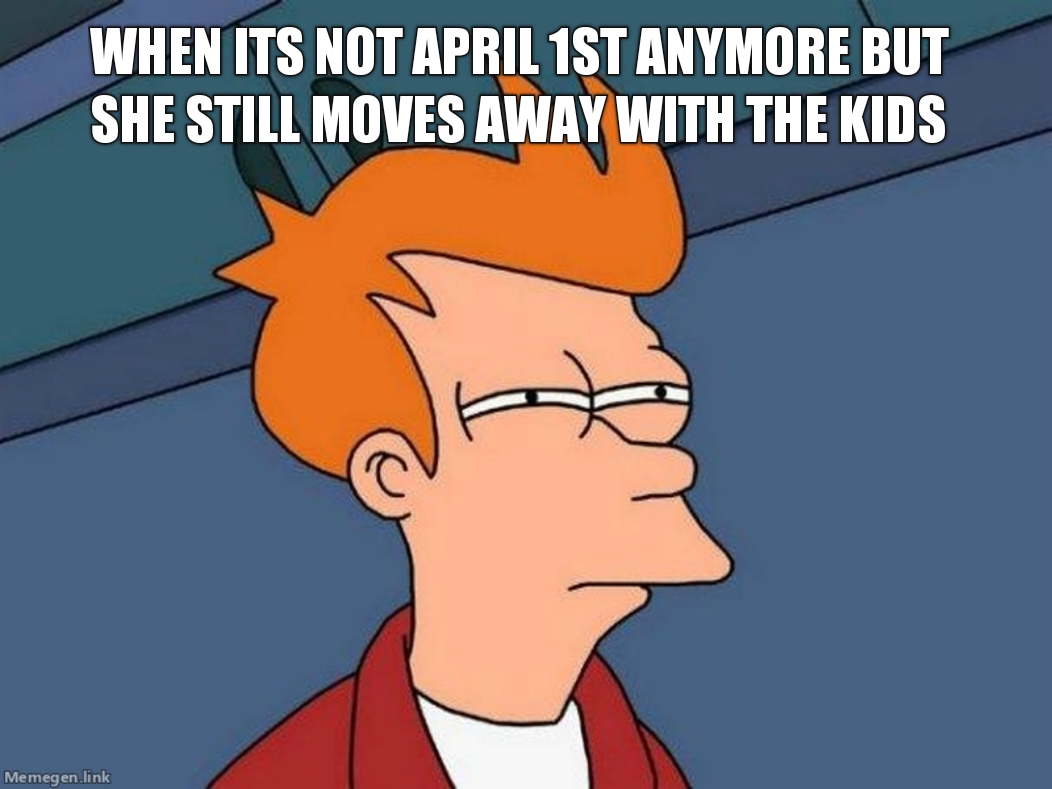 WHEN ITS NOT APRIL 1ST ANYMORE BUT
SHE STILL MOVES AWAY WITH THE KIDS
Memegen.link